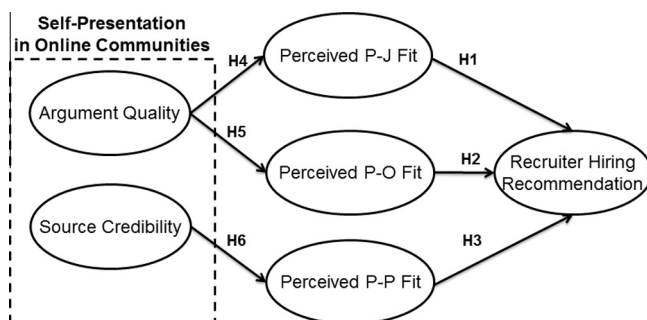 Self-Presentation
in Online Communities
Argument Quality
Source Credibility
H4
H5
H6
Perceived P-J Fit
Perceived P-O Fit
Perceived P-P Fit
H1
H2
H3
Recruiter Hiring
Recommendation